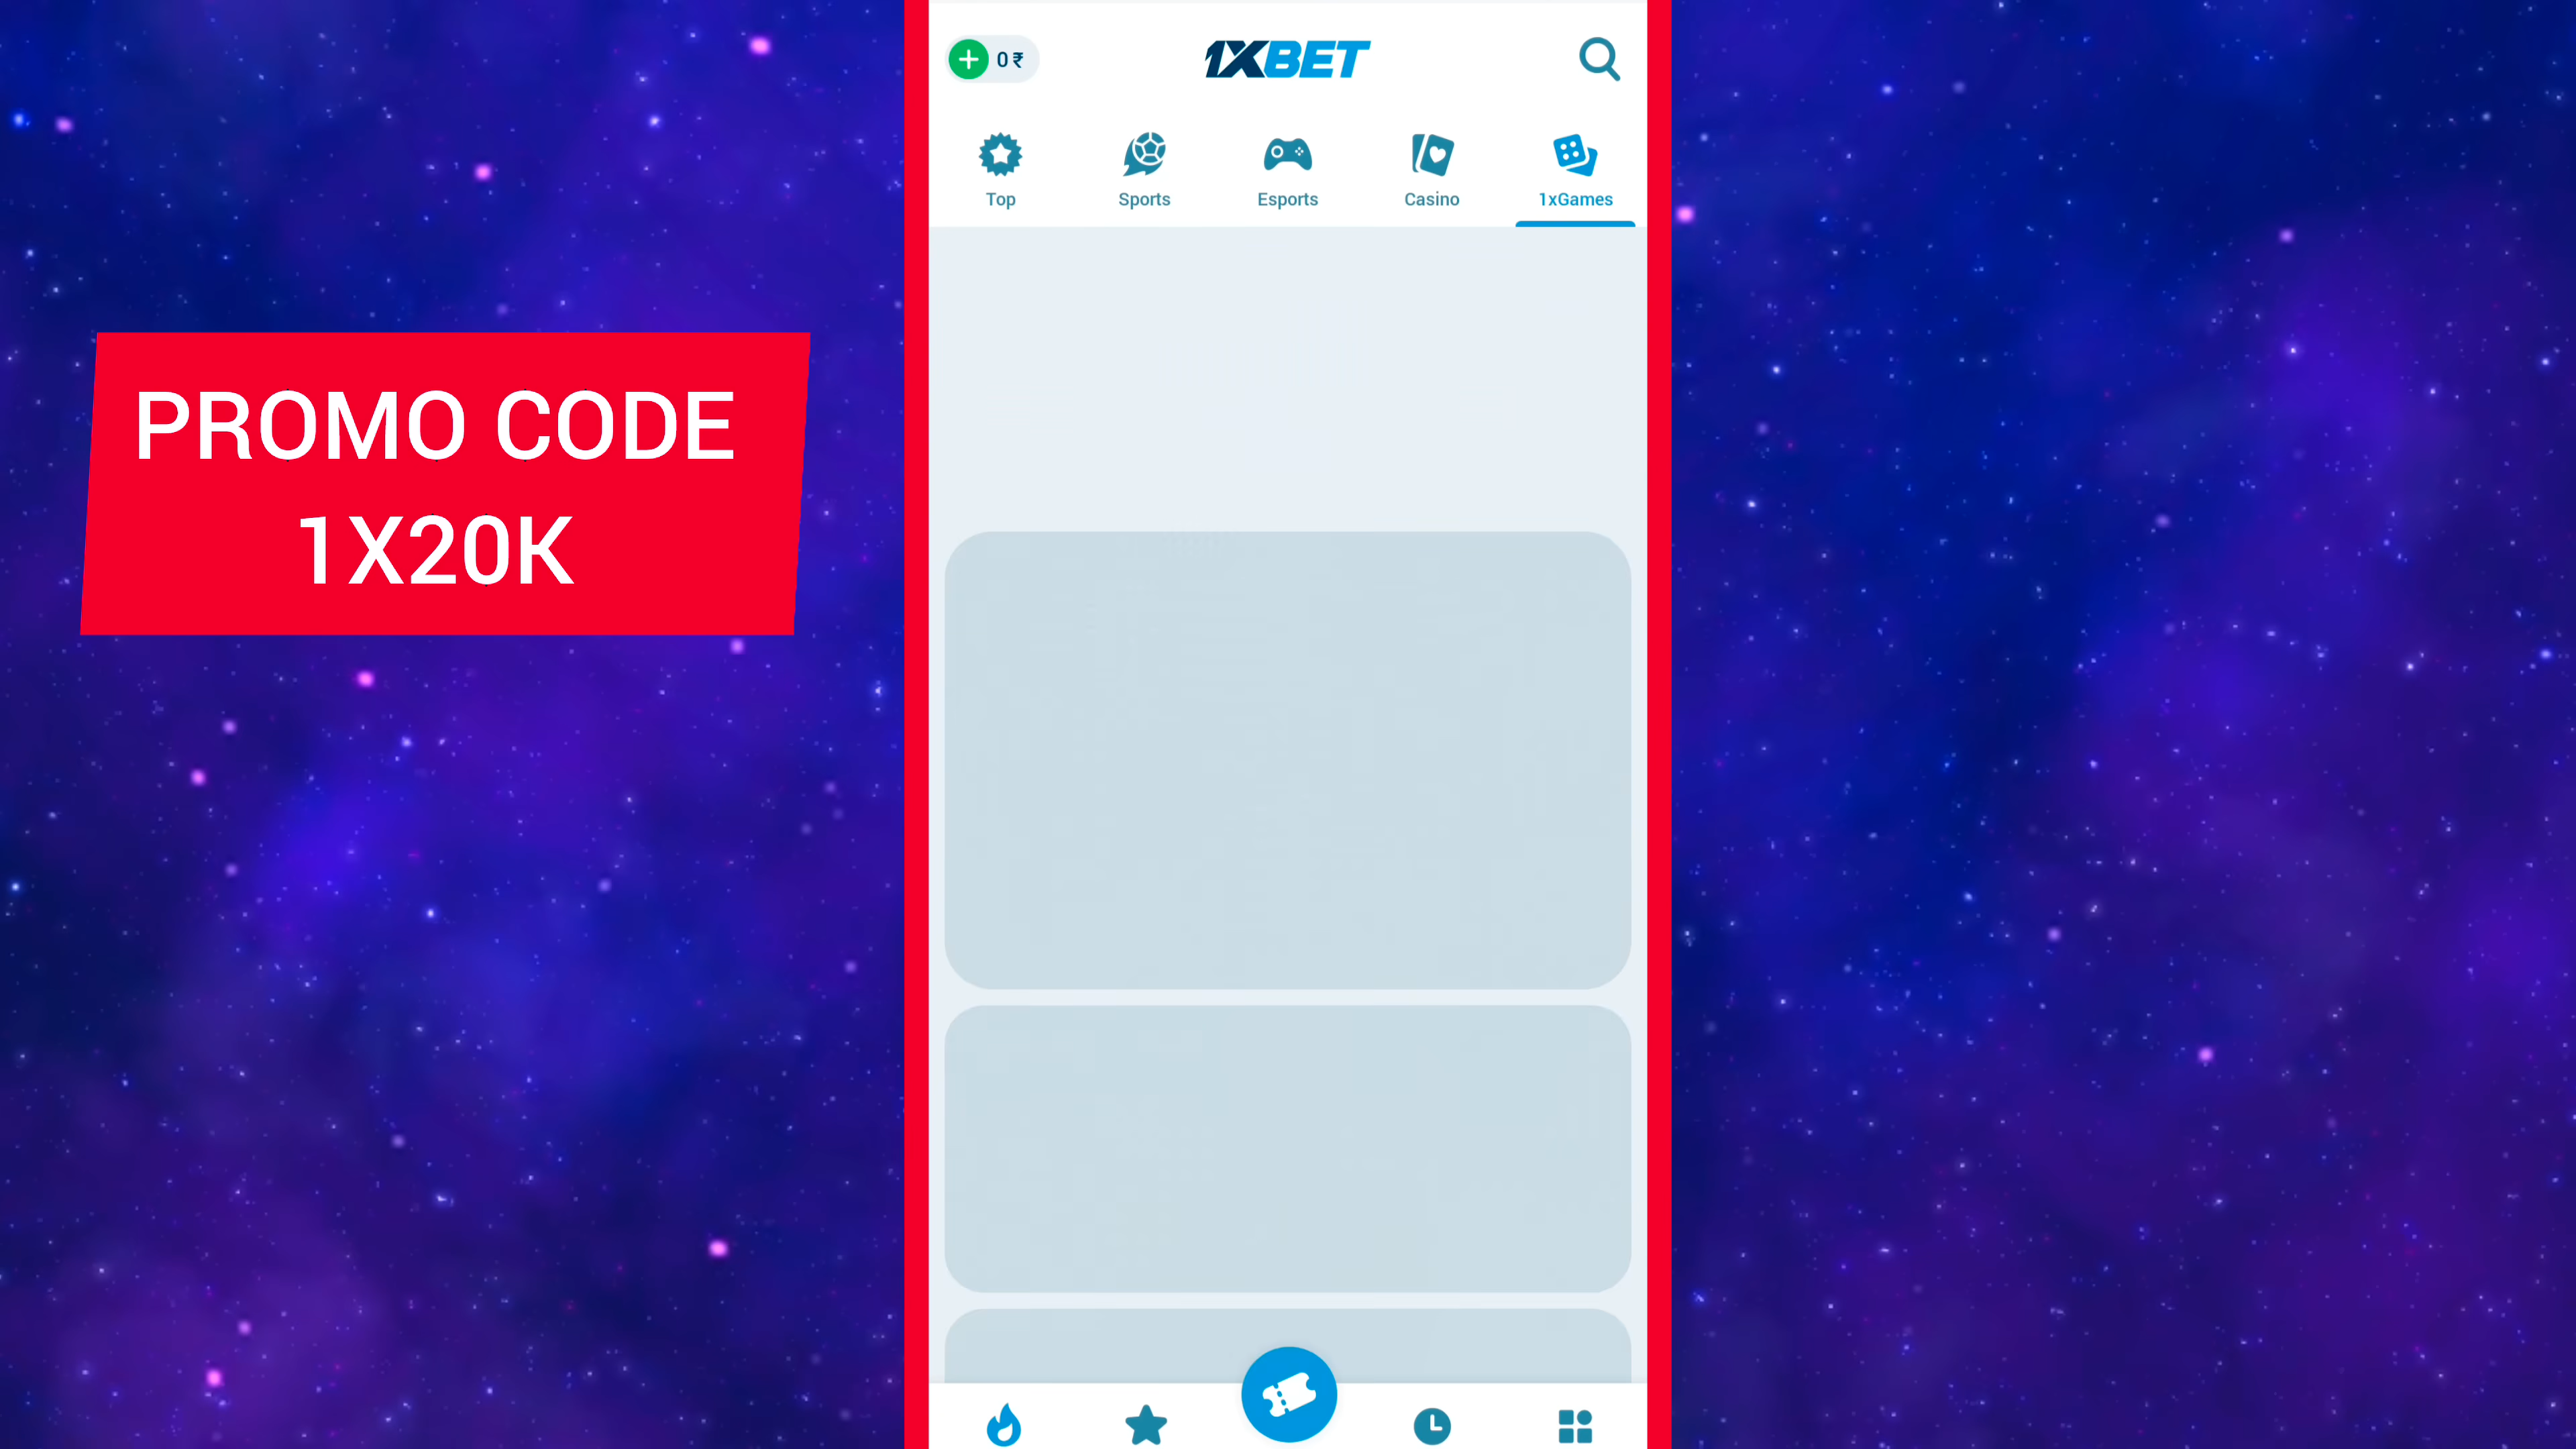 0 ₹
1XBET
Top
Sports
Esports
Casino
1xGames
PROMO CODE
1X20K